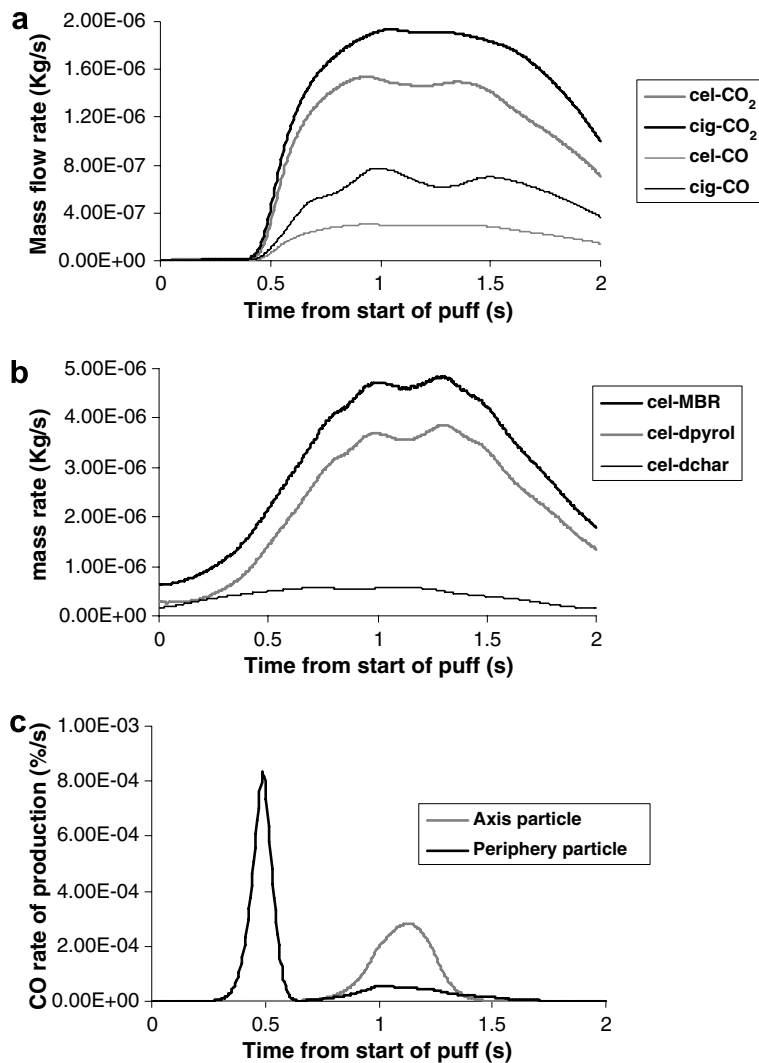 a
2.00E-06
1.60E-06
1.20E-06
8.00E-07
4.00E-07
0.00E+00
Mass flow rate (Kg/s)
0 0.5 1 1.5 2
Time from start of puff (s)
cel-CO2
cig-CO2
cel-CO
cig-CO
b
5.00E-06
4.00E-06
3.00E-06
2.00E-06
1.00E-06
0.00E+00
mass rate (Kg/s)
0 0.5 1 1.5 2
Time from start of puff (s)
cel-MBR
cel-dpyrol
cel-dchar
c
1.00E-03
8.00E-04
6.00E-04
4.00E-04
2.00E-04
0.00E+00
CO rate of production (%/s)
0 0.5 1 1.5 2
Time from start of puff (s)
Axis particle
Periphery particle